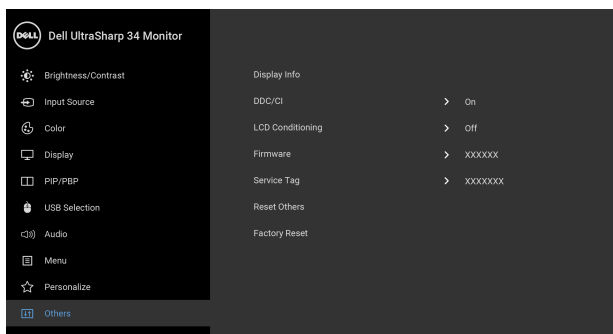 DELL Dell UltraSharp 34 Monitor
Brightness/Contrast
Input Source
Color
Display
PIP/PBP
USB Selection
Audio
Menu
Personalize
Others
Display Info
DDC/CI > On
LCD Conditioning > Off
Firmware > XXXXXX
Service Tag > XXXXXXX
Reset Others
Factory Reset